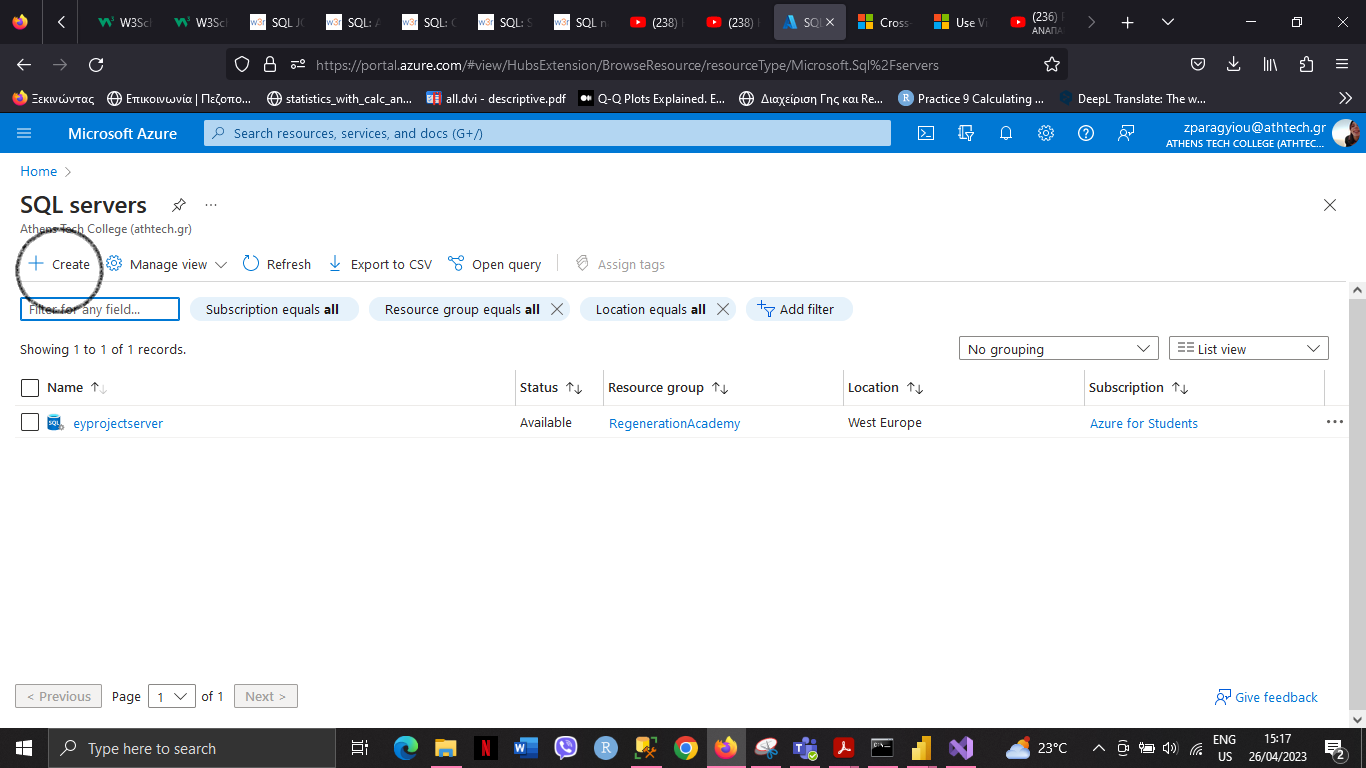 W3Scl
W3Scl
SQL JO
SQL: A
SQL: C
SQL: S
SQL na
(238)
(238)
SQL
Cross
Use Vi
(236)
ΑΝΑΠΑ
https://portal.azure.com/#view/HubsExtension/BrowseResource/resourceType/Microsoft.Sql%2Fservers
Ξεκινώντας
Επικοινωνία | Πεζοπο...
statistics_with_calc_an...
all.dvi - descriptive.pdf
Q-Q Plots Explained. E...
Διαχείριση Γης και Re...
Practice 9 Calculating ...
DeepL Translate: The w...
Microsoft Azure
Search resources, services, and docs (G+/)
zparagyiou@athtech.gr
ATHENS TECH COLLEGE (ATHTEC...
Home
SQL servers
Athens Tech College (athtech.gr)
Create
Manage view
Refresh
Export to CSV
Open query
Assign tags
Filter for any field...
Subscription equals all
Resource group equals all
Location equals all
Add filter
Showing 1 to 1 of 1 records.
No grouping
List view
Name
Status
Resource group
Location
Subscription
SQL
eyprojectserver
Available
RegenerationAcademy
West Europe
Azure for Students
< Previous
Page
1
of 1
Next >
Give feedback
Type here to search
23°C
ENG
US
15:17
26/04/2023
2